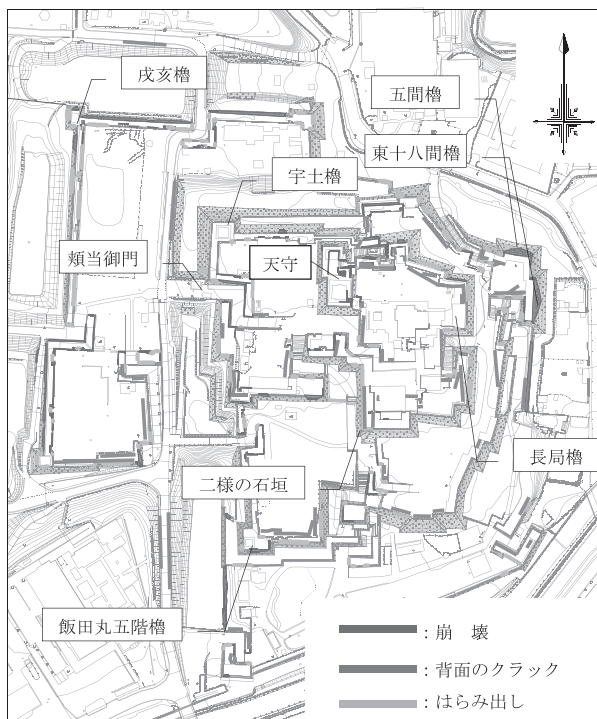 戌亥櫓
五間櫓
東十八間櫓
宇土櫓
頬当御門
天守
二様の石垣
長局櫓
飯田丸五階櫓
：崩　壊
：背面のクラック
：はらみ出し